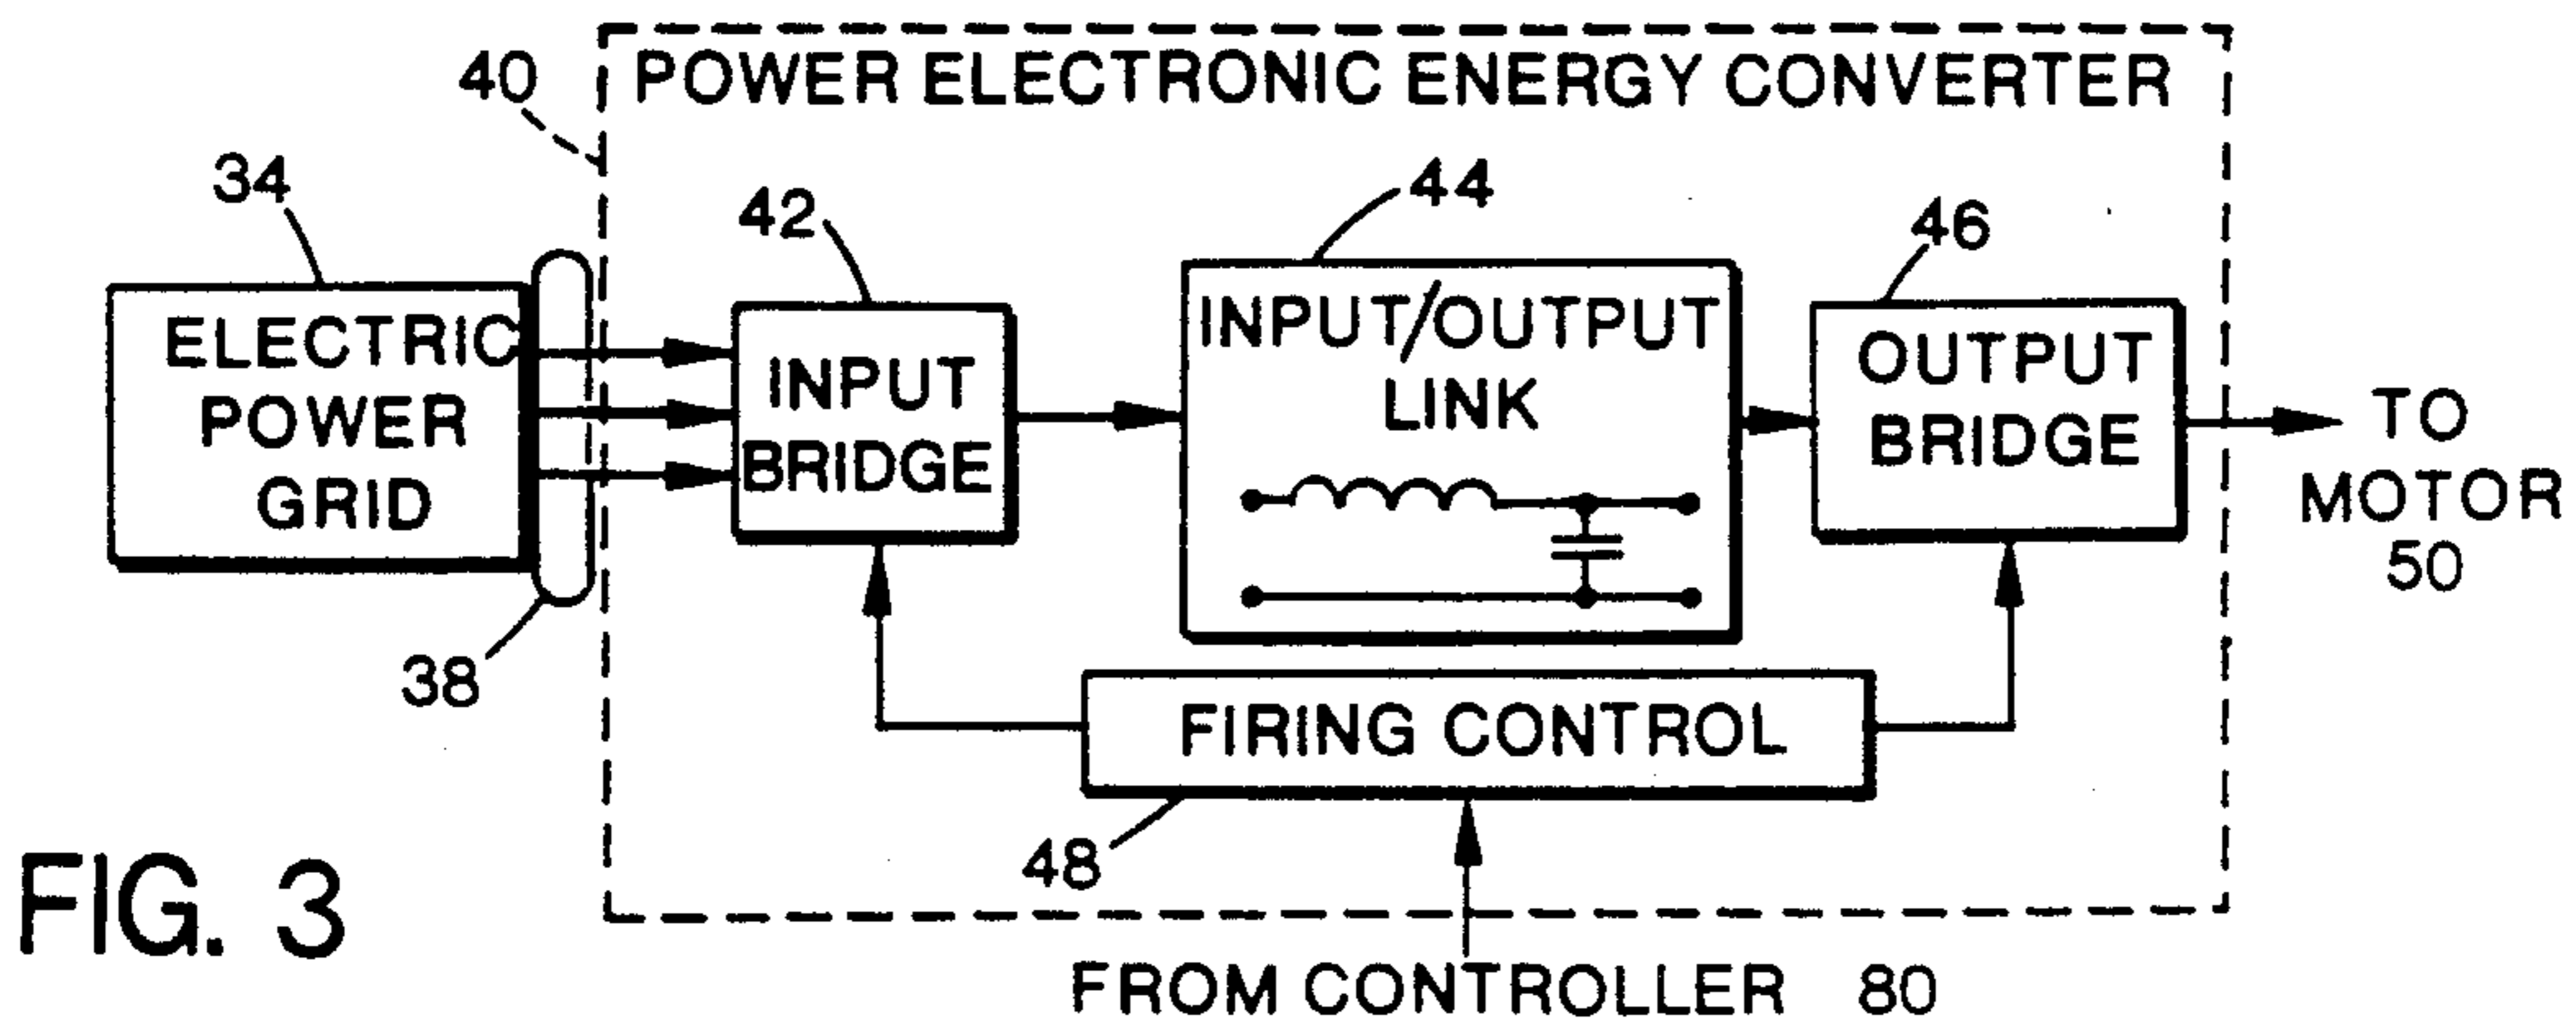 40
POWER ELECTRONIC ENERGY CONVERTER
34
42
44
46
ELECTRIC
POWER
GRID
INPUT
BRIDGE
INPUT/OUTPUT
LINK
OUTPUT
BRIDGE
TO
MOTOR
50
38
FIRING CONTROL
48
FIG. 3
FROM CONTROLLER 80